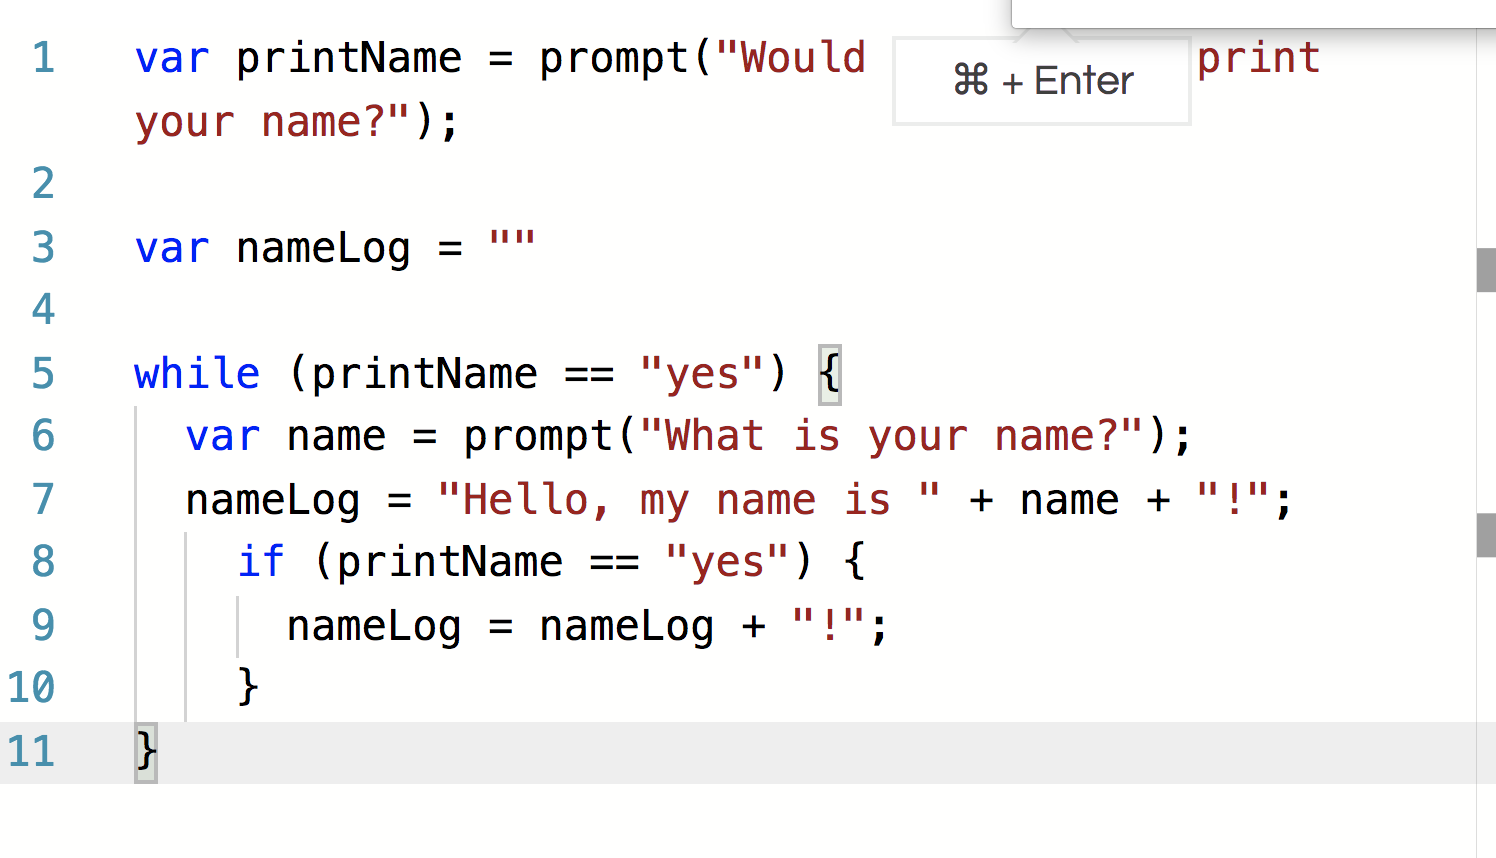 1 var printName = prompt("Would ⌘ + Enter print
your name?");
2
3 var nameLog = ""
4
5 while (printName == "yes") {
6 var name = prompt("What is your name?");
7 nameLog = "Hello, my name is " + name + "!";
8 if (printName == "yes") {
9 nameLog = nameLog + "!";
10 }
11 }